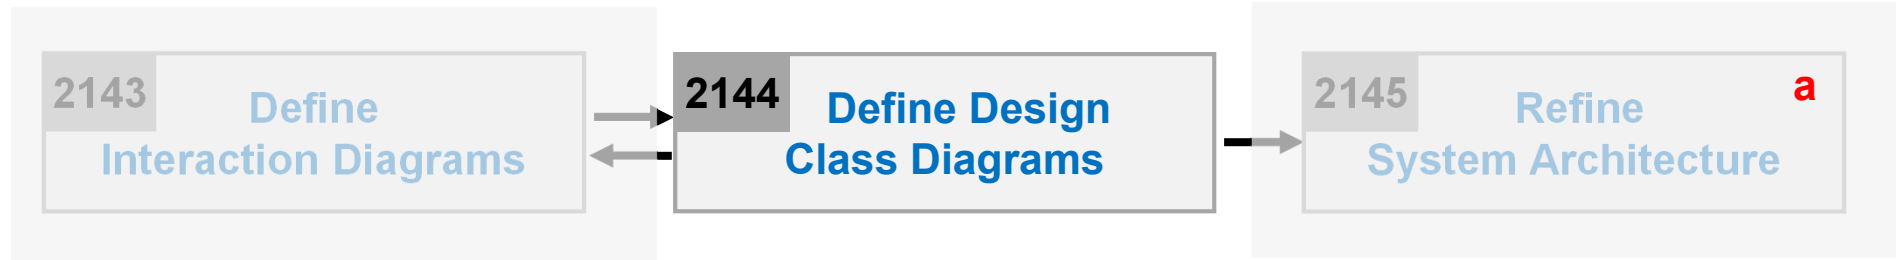 2143
Define
Interaction Diagrams
2144
Define Design
Class Diagrams
2145
Refine
System Architecture
a